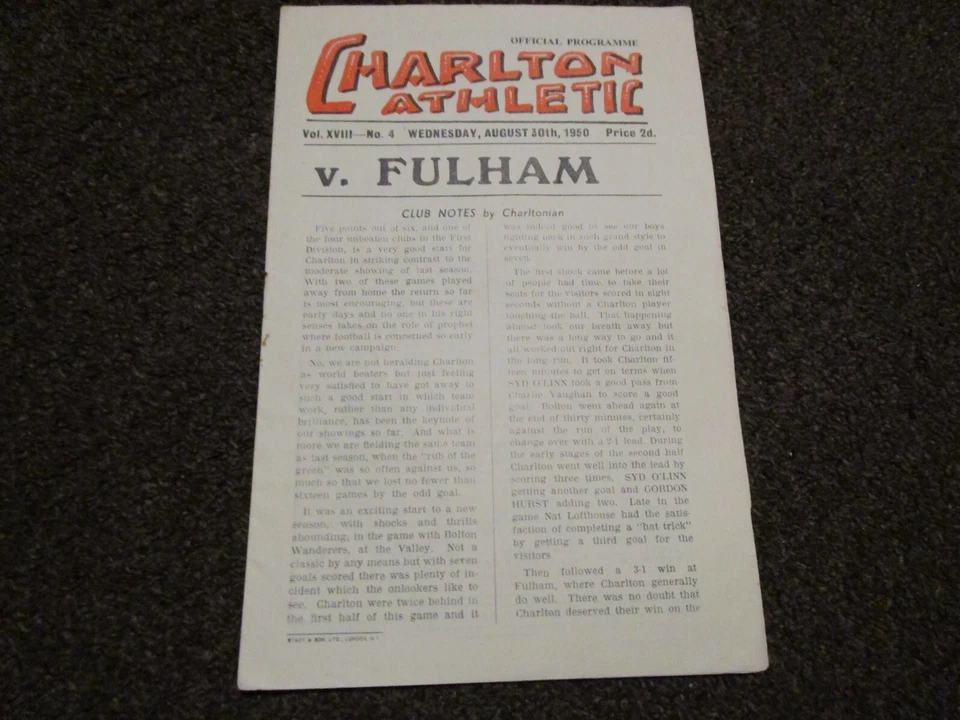 OFFICIAL PROGRAMME
CHARLTON
ATHLETIC
Vol. XVIII—No. 4 WEDNESDAY, AUGUST 30th, 1950 Price 2d.
v. FULHAM
CLUB NOTES by Charltonian
Five points out of six, and one of
the four unbeaten clubs in the First
Division, is a very good start for
Charlton in striking contrast to the
moderate showing of last season.
With two of these games played
away from home the return so far
is most encouraging, but these are
early days and no one in his right
senses takes on the role of prophet
where football is concerned so early
in a new campaign.
No, we are not heralding Charlton
as world beaters but just feeling
very satisfied to have got away to
such a good start in which team
work, rather than any individual
brilliance, has been the keynote of
our showings so far. And what is
more we are fielding the same team
as last season, when the "rub of the
green" was so often against us, so
much so that we lost no fewer than
sixteen games by the odd goal.
It was an exciting start to a new
season, with shocks and thrills
abounding, in the game with Bolton
Wanderers, at the Valley. Not a
classic by any means but with seven
goals scored there was plenty of in-
cident which the onlookers like to
see. Charlton were twice behind in
the first half of this game and it
was indeed good to see our boys
fighting back in such grand style to
eventually win by the odd goal in
seven.
The first shock came before a lot
of people had time to take their
seats for the visitors scored in eight
seconds without a Charlton player
touching the ball. That happening
almost took our breath away but
there was a long way to go and it
all worked out right for Charlton in
the long run. It took Charlton fif-
teen minutes to get on terms when
SYD O'LINN took a good pass from
Charlie Vaughan to score a good
goal. Bolton went ahead again at
the end of thirty minutes, certainly
against the run of the play, to
change over with a 2-1 lead. During
the early stages of the second half
Charlton went well into the lead by
scoring three times, SYD O'LINN
getting another goal and GORDON
HURST adding two. Late in the
game Nat Lofthouse had the satis-
faction of completing a "hat trick"
by getting a third goal for the
visitors.
Then followed a 3-1 win at
Fulham, where Charlton generally
do well. There was no doubt that
Charlton deserved their win on the
& SON, LTD., LONDON,